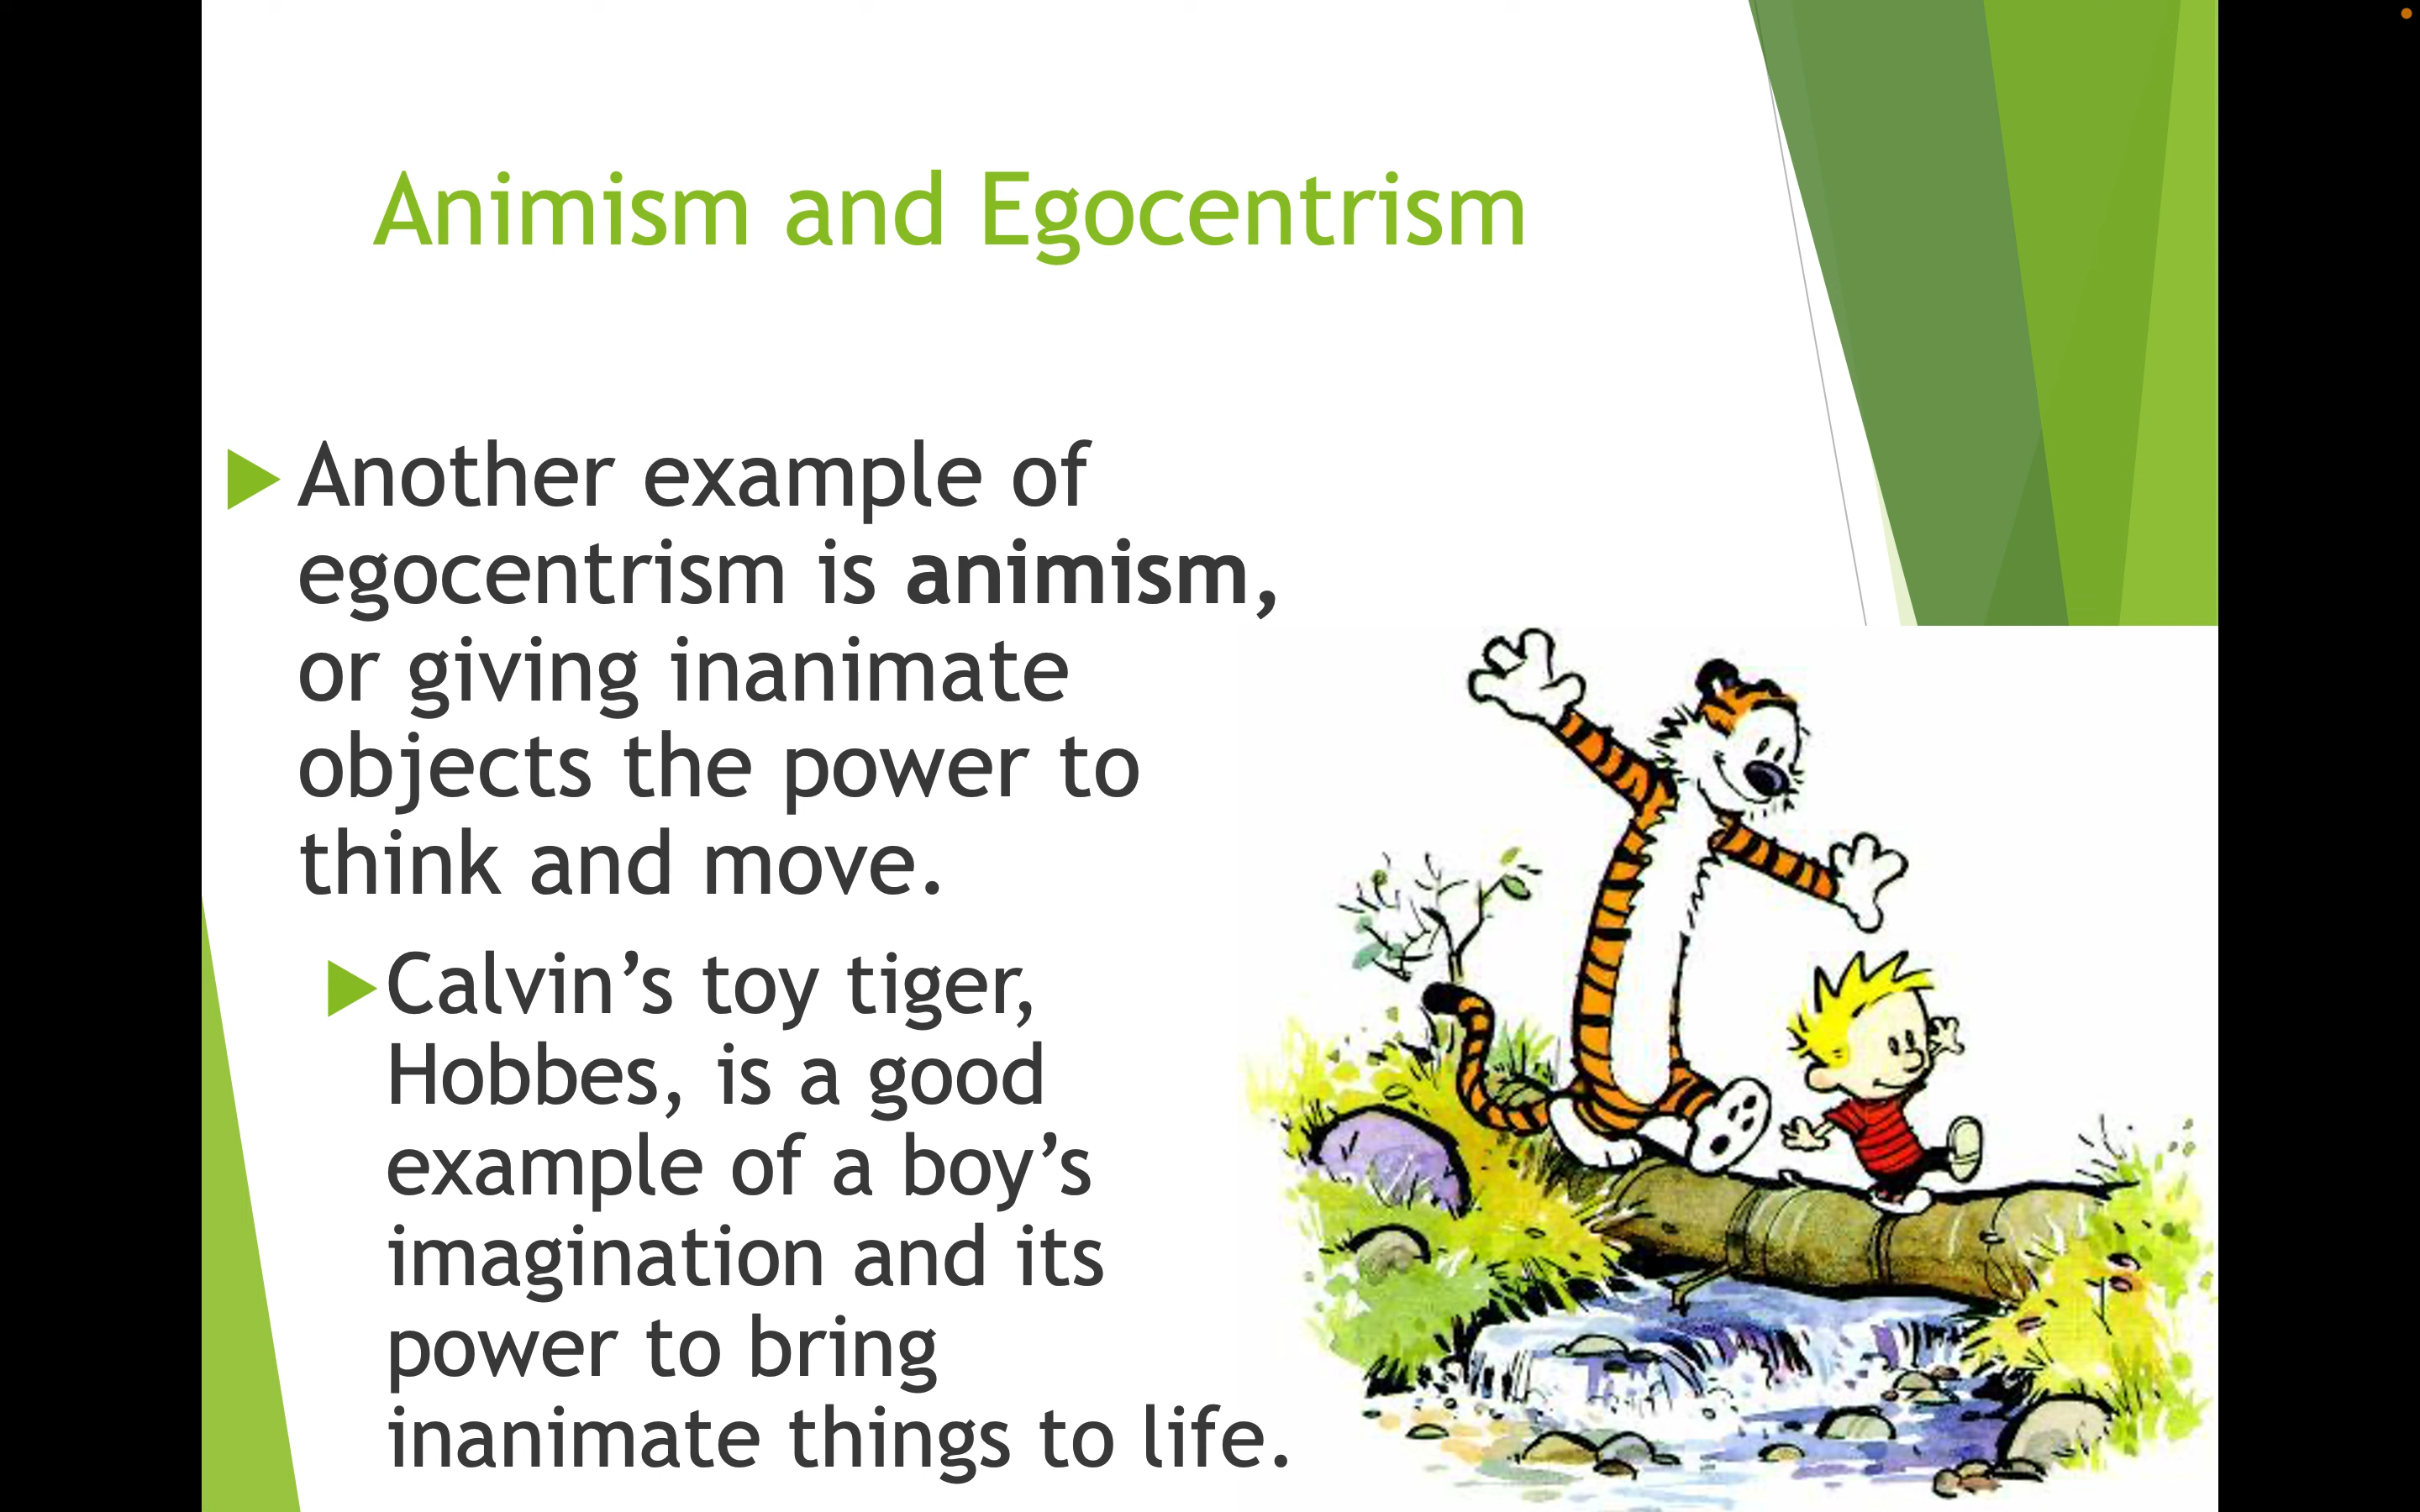 Animism and Egocentrism
Another example of
egocentrism is animism,
or giving inanimate
objects the power to
think and move.
Calvin’s toy tiger,
Hobbes, is a good
example of a boy’s
imagination and its
power to bring
inanimate things to life.